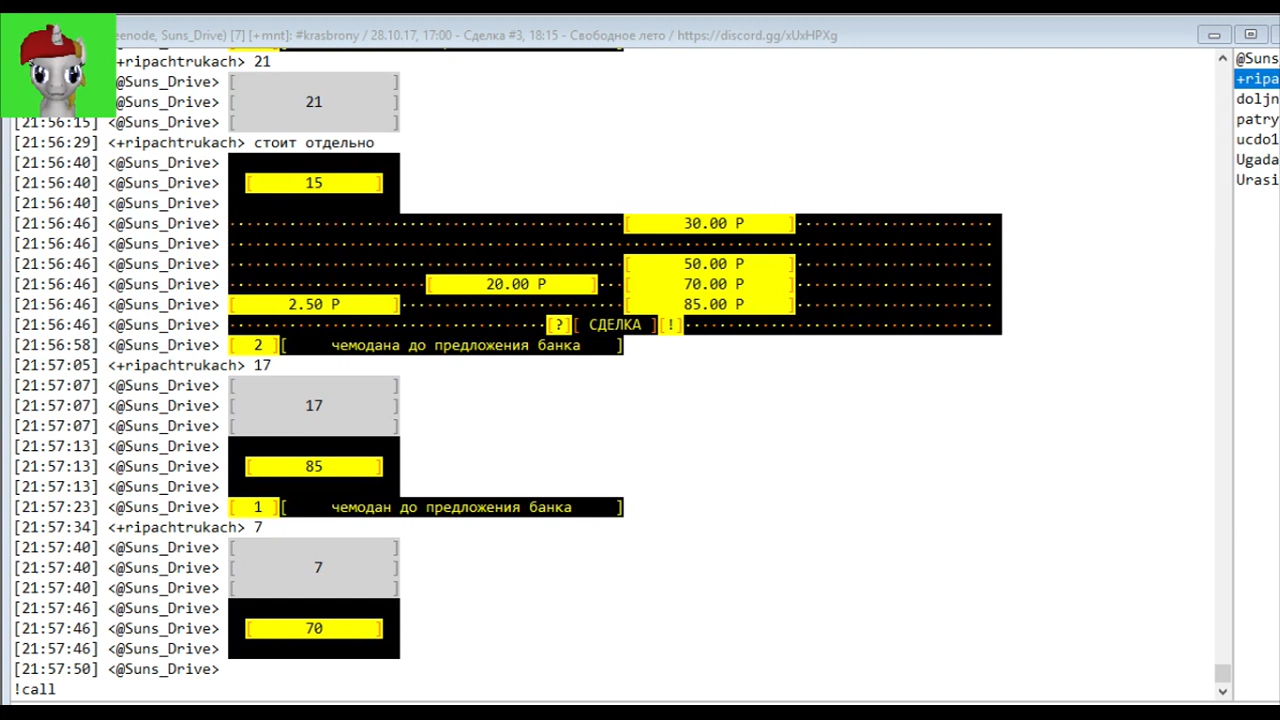 eenode, Suns_Drive) [7] [+mnt]: #krasbrony / 28.10.17, 17:00 - Сделка #3, 18:15 - Свободное лето / https://discord.gg/xUxHPXg
+ripachtrukach> 21
<@Suns_Drive> [ ]
<@Suns_Drive> [ 21 ]
[21:56:15] <@Suns_Drive> [ ]
[21:56:29] <+ripachtrukach> стоит отдельно
[21:56:40] <@Suns_Drive>
[21:56:40] <@Suns_Drive> [ 15 ]
[21:56:40] <@Suns_Drive>
[21:56:46] <@Suns_Drive> [ 30.00 Р ]
[21:56:46] <@Suns_Drive>
[21:56:46] <@Suns_Drive> [ 50.00 Р ]
[21:56:46] <@Suns_Drive> [ 20.00 Р ] [ 70.00 Р ]
[21:56:46] <@Suns_Drive> [ 2.50 Р ] [ 85.00 Р ]
[21:56:46] <@Suns_Drive> [?][ СДЕЛКА ][!]
[21:56:58] <@Suns_Drive> [ 2 ][ чемодана до предложения банка ]
[21:57:05] <+ripachtrukach> 17
[21:57:07] <@Suns_Drive> [ ]
[21:57:07] <@Suns_Drive> [ 17 ]
[21:57:07] <@Suns_Drive> [ ]
[21:57:13] <@Suns_Drive>
[21:57:13] <@Suns_Drive> [ 85 ]
[21:57:13] <@Suns_Drive>
[21:57:23] <@Suns_Drive> [ 1 ][ чемодан до предложения банка ]
[21:57:34] <+ripachtrukach> 7
[21:57:40] <@Suns_Drive> [ ]
[21:57:40] <@Suns_Drive> [ 7 ]
[21:57:40] <@Suns_Drive> [ ]
[21:57:46] <@Suns_Drive>
[21:57:46] <@Suns_Drive> [ 70 ]
[21:57:46] <@Suns_Drive>
[21:57:50] <@Suns_Drive>
!call
@Suns
+ripa
doljn
patry
ucdo1
Ugada
Urasi